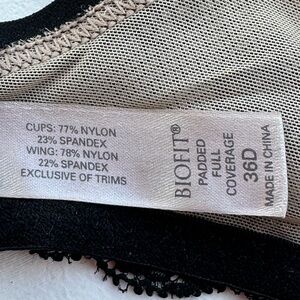 CUPS: 77% NYLON
23% SPANDEX
WING: 78% NYLON
22% SPANDEX
EXCLUSIVE OF TRIMS
BIOFIT®
PADDED
FULL
COVERAGE
36D
MADE IN CHINA